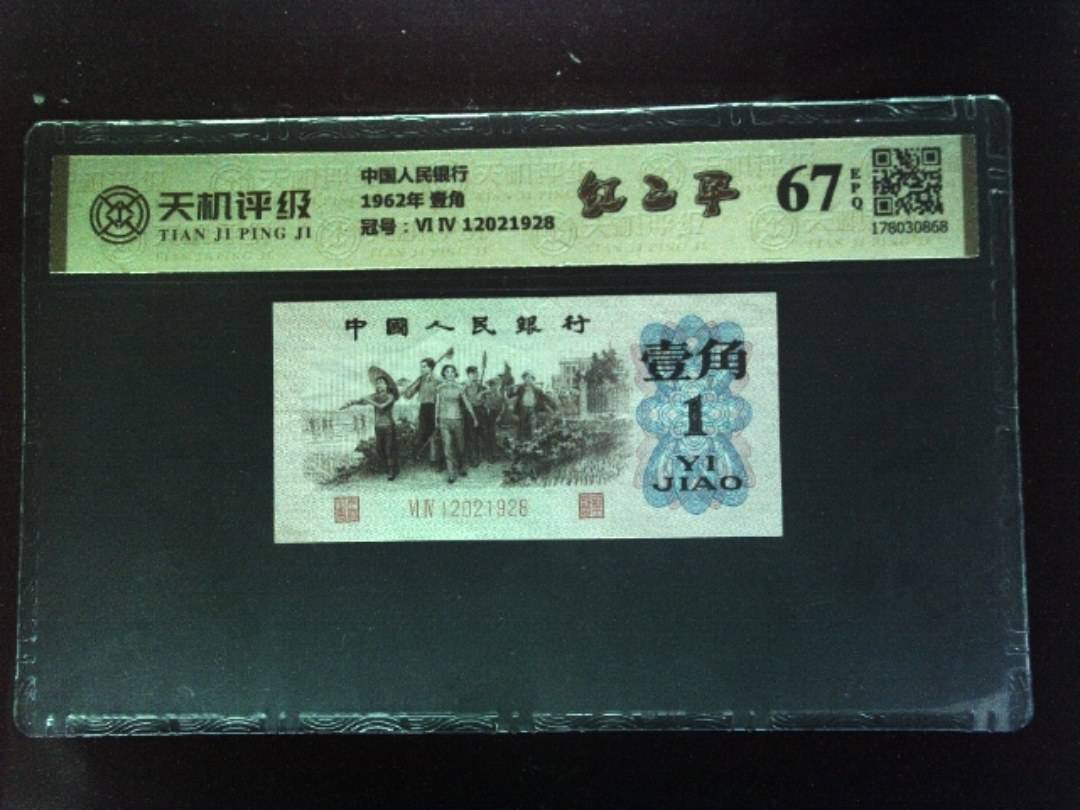 天机评级
TIAN JI PING JI
中国人民银行
1962年 壹角
冠号：Ⅵ Ⅳ 12021928
红二平
67
EPQ
178030868
中國人民銀行
壹角
1
YI
JIAO
Ⅵ Ⅳ 12021928